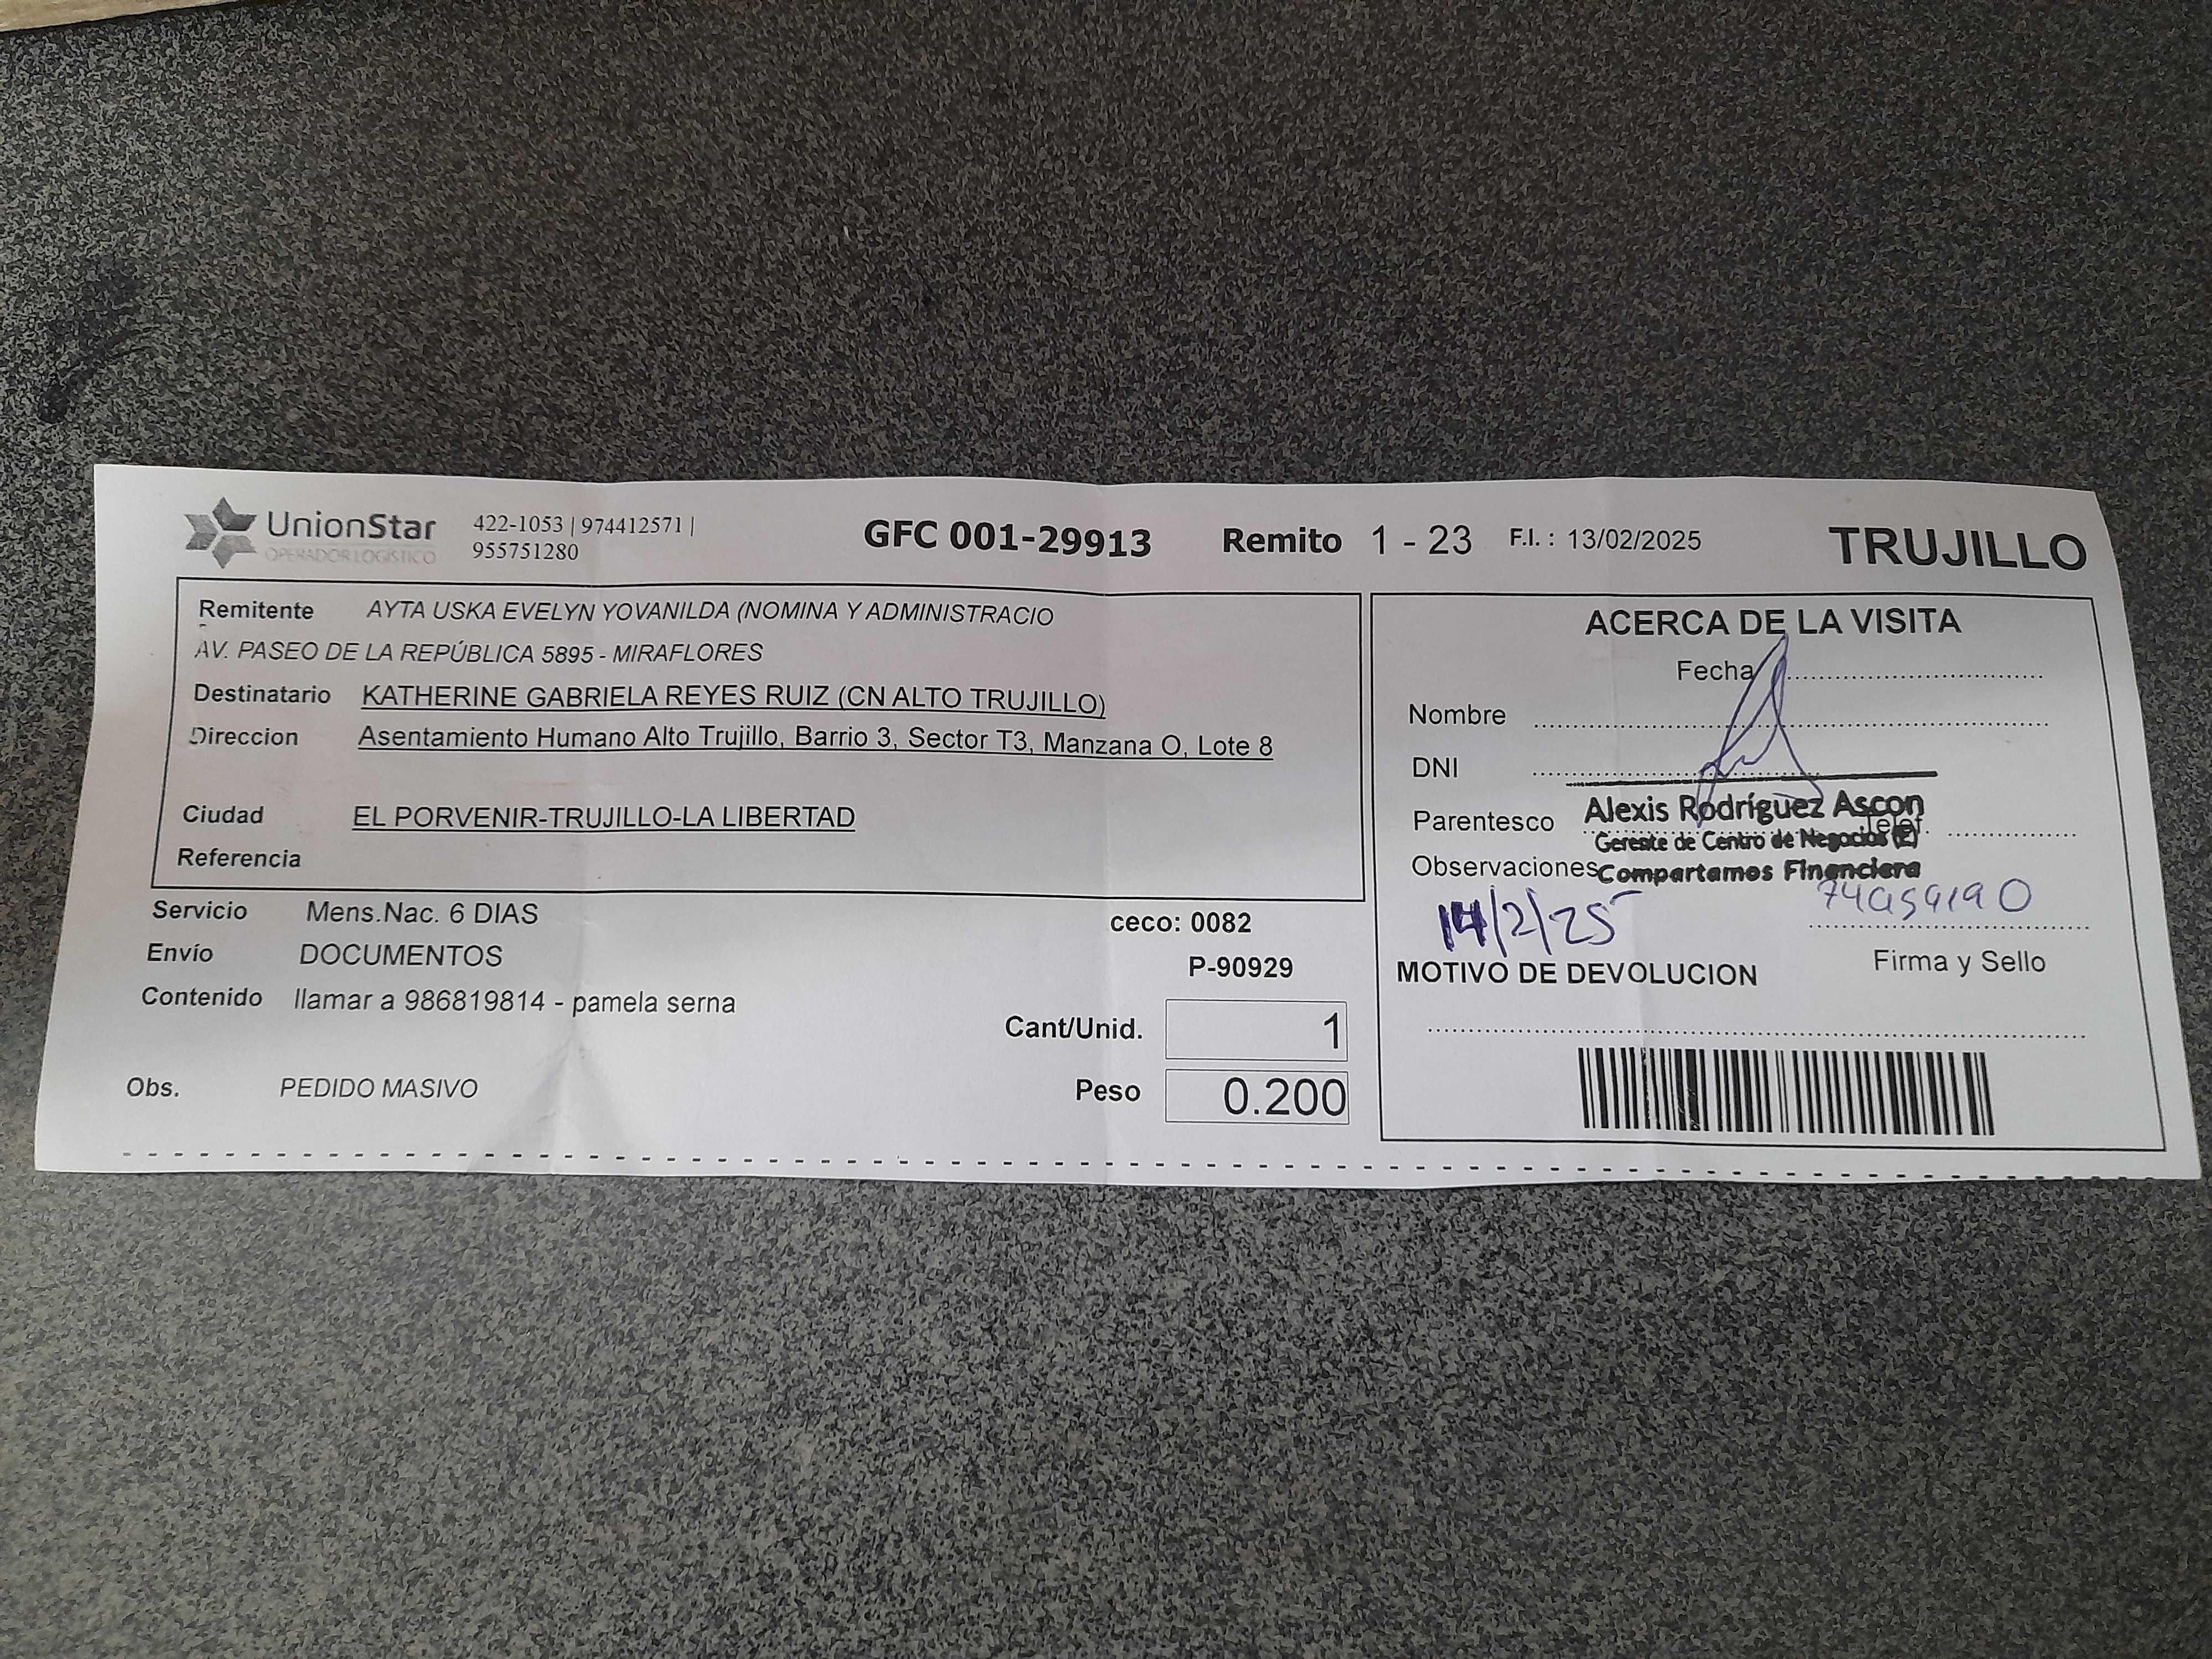 UnionStar
OPERADOR LOGÍSTICO
422-1053 | 974412571 |
955751280
GFC 001-29913
Remito 1 - 23
F.I. : 13/02/2025
TRUJILLO
Remitente AYTA USKA EVELYN YOVANILDA (NOMINA Y ADMINISTRACIO
AV. PASEO DE LA REPÚBLICA 5895 - MIRAFLORES
Destinatario KATHERINE GABRIELA REYES RUIZ (CN ALTO TRUJILLO)
Direccion Asentamiento Humano Alto Trujillo, Barrio 3, Sector T3, Manzana O, Lote 8
Ciudad EL PORVENIR-TRUJILLO-LA LIBERTAD
Referencia
Servicio Mens.Nac. 6 DIAS
ceco: 0082
Envío DOCUMENTOS
P-90929
Contenido llamar a 986819814 - pamela serna
Cant/Unid. 1
Obs. PEDIDO MASIVO
Peso 0.200
ACERCA DE LA VISITA
Fecha
Nombre
DNI
Parentesco
Telef.
Alexis Rodríguez Ascon
Gerente de Centro de Negocios (E)
Observaciones
Compartamos Financiera
14/2/25
Firma y Sello
MOTIVO DE DEVOLUCION